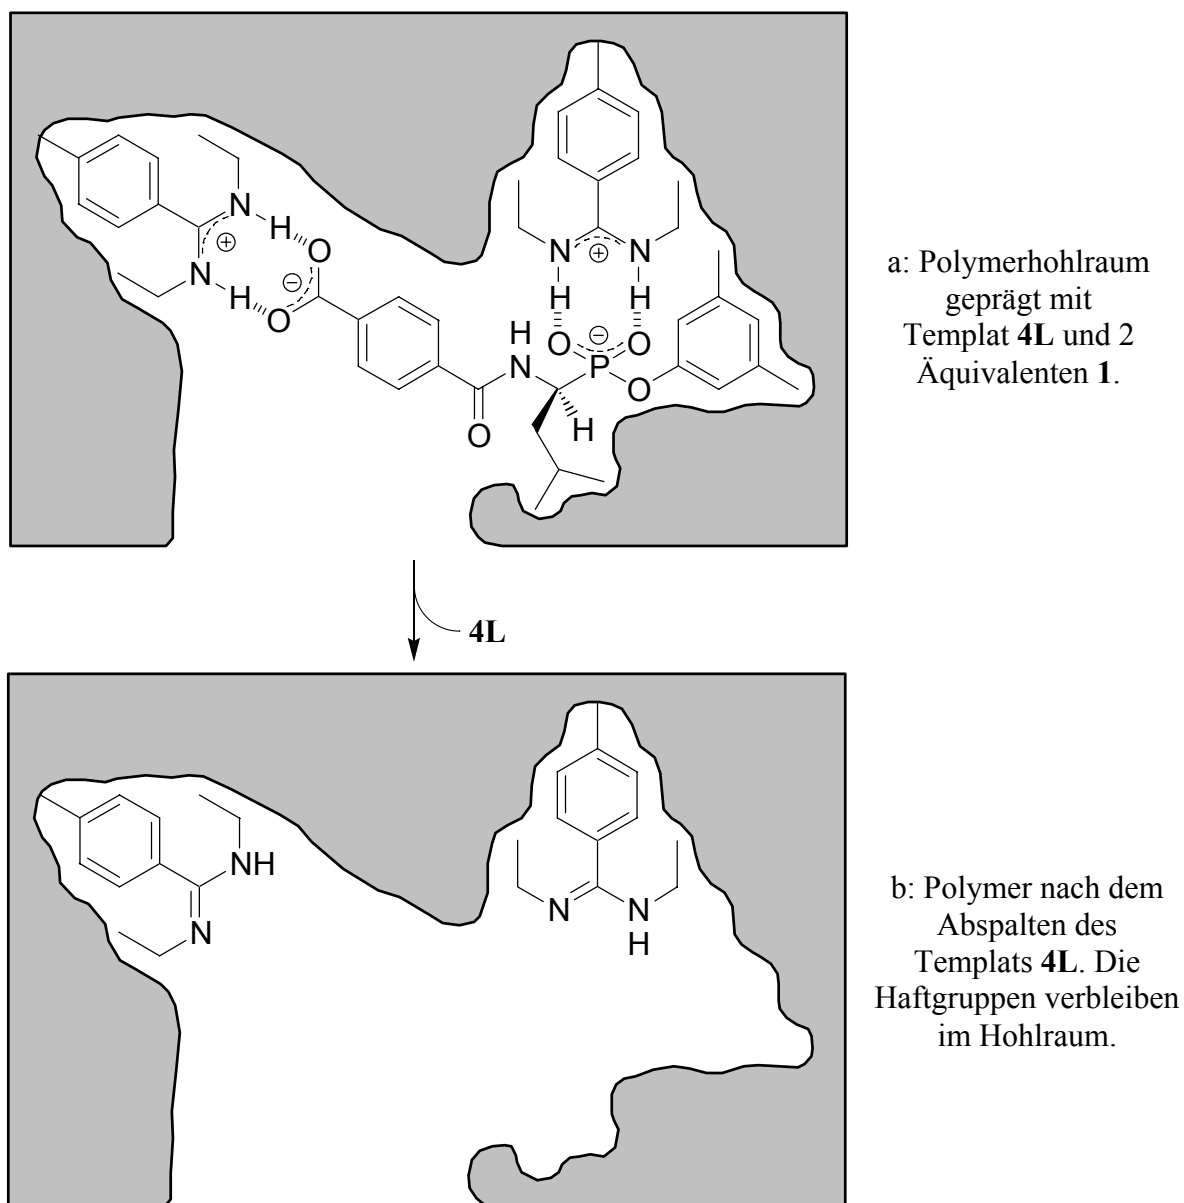 N
H
O
N
H
O
⊕
⊖
N
N
⊕
H
H
O
⊖
O
P
O
H
N
O
H
a: Polymerhohlraum
geprägt mit
Templat 4L und 2
Äquivalenten 1.
4L
NH
N
N
N
H
b: Polymer nach dem
Abspalten des
Templats 4L. Die
Haftgruppen verbleiben
im Hohlraum.